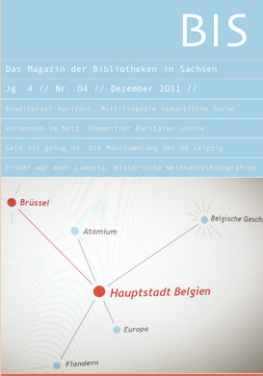 BIS
Das Magazin der Bibliotheken in Sachsen
Jg. 4 // Nr. 04 // Dezember 2011 //
Erweiterter Horizont. Multilinguale semantische Suche
Verbunden im Netz. Chemnitzer Raritäten online
Geld ist genug da. Die Münzsammlung der UB Leipzig
Früher war mehr Lametta. Historische Weihnachtsfotografien
Brüssel
Belgische Geschi
Atomium
Hauptstadt Belgien
Europa
Flandern